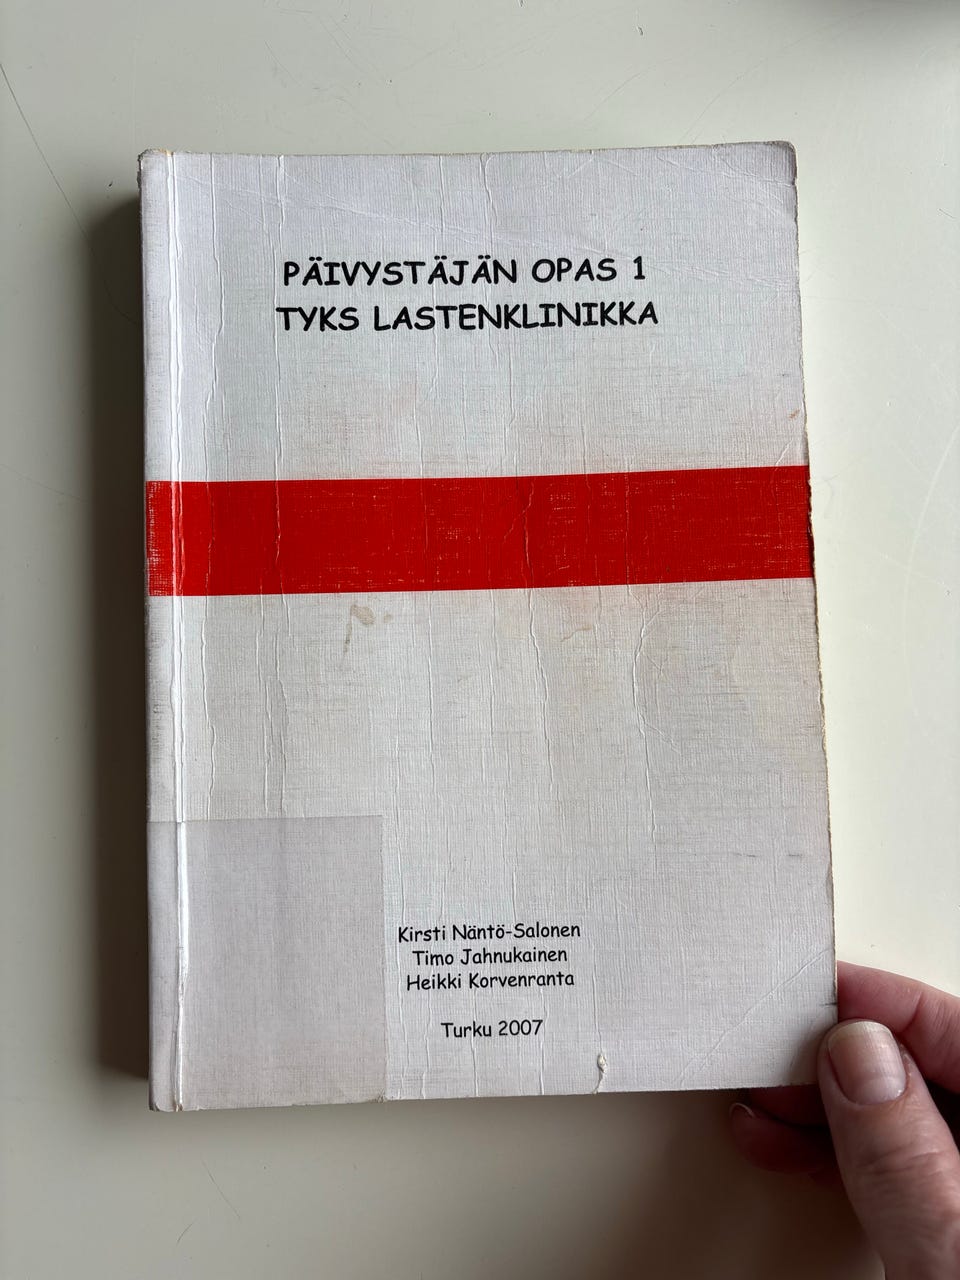 PÄIVYSTÄJÄN OPAS 1
TYKS LASTENKLINIKKA
Kirsti Näntö-Salonen
Timo Jahnukainen
Heikki Korvenranta
Turku 2007